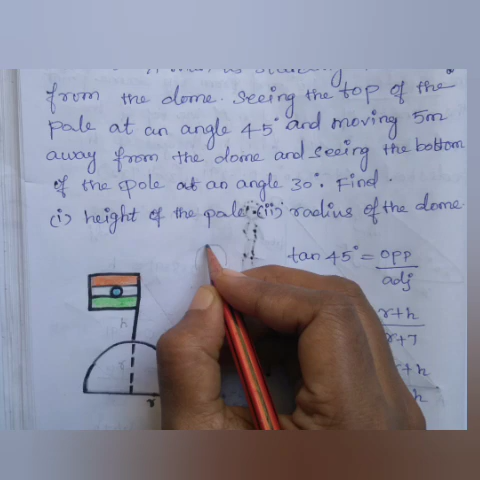 from the dome. Seeing the top of the
pale at an angle 45° and moving 5m
away from the dome and seeing the bottom
of the pole at an angle 30°. Find.
(i) height of the pale (ii) radius of the dome.
tan 45° = opp
adj
r+h
r+7
r+h
h
h
r
r